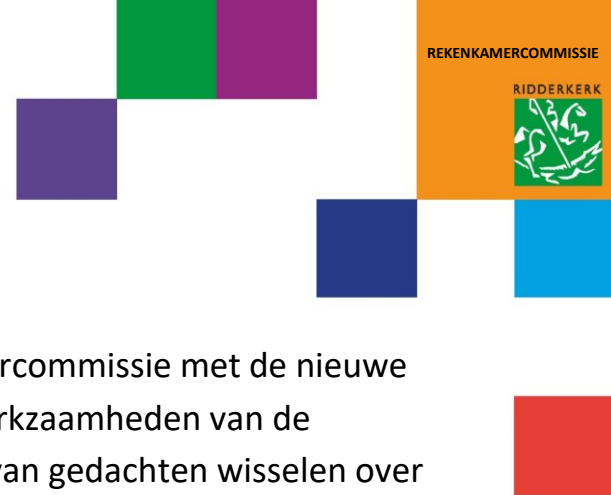 REKENKAMERCOMMISSIE
RIDDERKERK
rcommissie met de nieuwe
rkzaamheden van de
van gedachten wisselen over